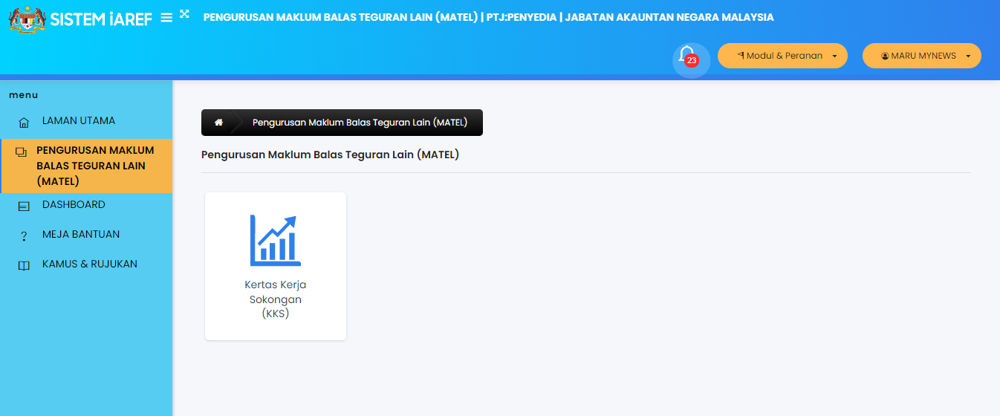 SISTEM iAREF
PENGURUSAN MAKLUM BALAS TEGURAN LAIN (MATEL) | PTJ:PENYEDIA | JABATAN AKAUNTAN NEGARA MALAYSIA
23
Modul & Peranan
MARU MYNEWS
menu
LAMAN UTAMA
PENGURUSAN MAKLUM
BALAS TEGURAN LAIN
(MATEL)
DASHBOARD
MEJA BANTUAN
KAMUS & RUJUKAN
Pengurusan Maklum Balas Teguran Lain (MATEL)
Pengurusan Maklum Balas Teguran Lain (MATEL)
Kertas Kerja
Sokongan
(KKS)